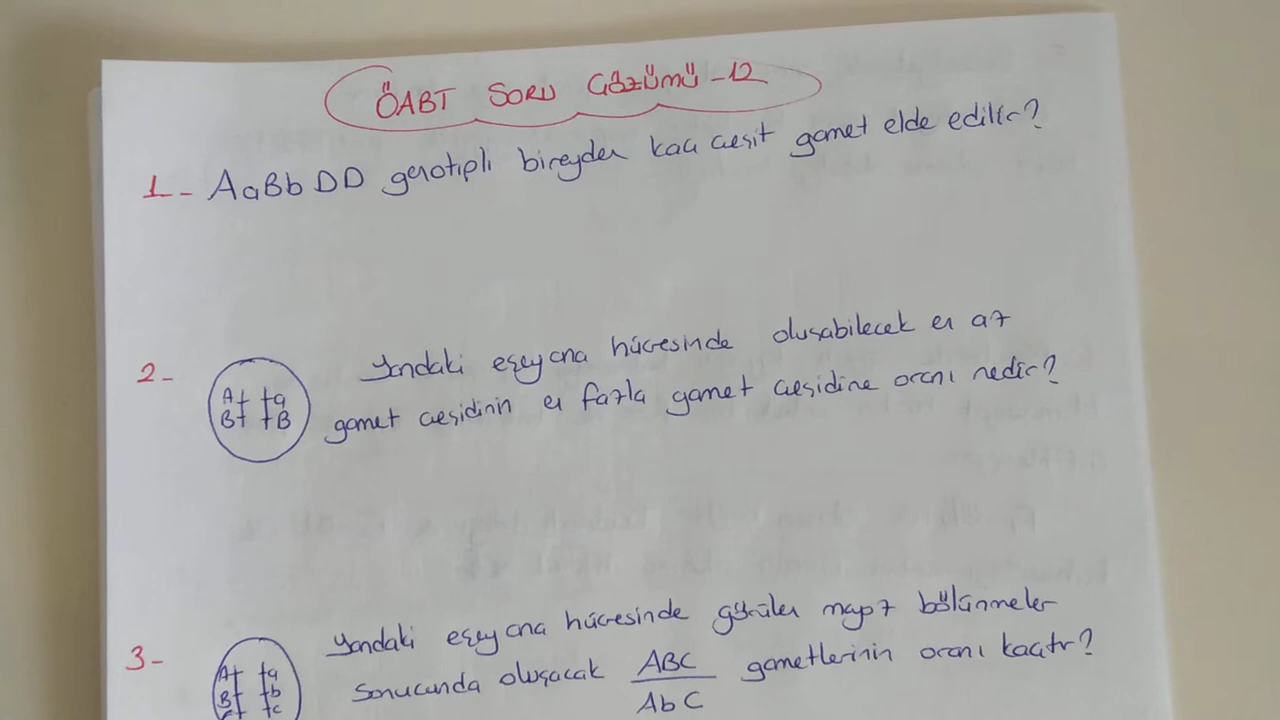 ÖABT SORU ÇÖZÜMÜ - 12
1- AaBbDD genotipli bireyden kaç çeşit gamet elde edilir?
2- Yandaki eşey ana hücresinde oluşabilecek en az
A a
B B
gamet çeşidinin en fazla gamet çeşidine oranı nedir?
3- Yandaki eşey ana hücresinde görülen mayoz bölünmeler
A a
B b
c
sonucunda oluşacak ABC / AbC gametlerinin oranı kaçtır?